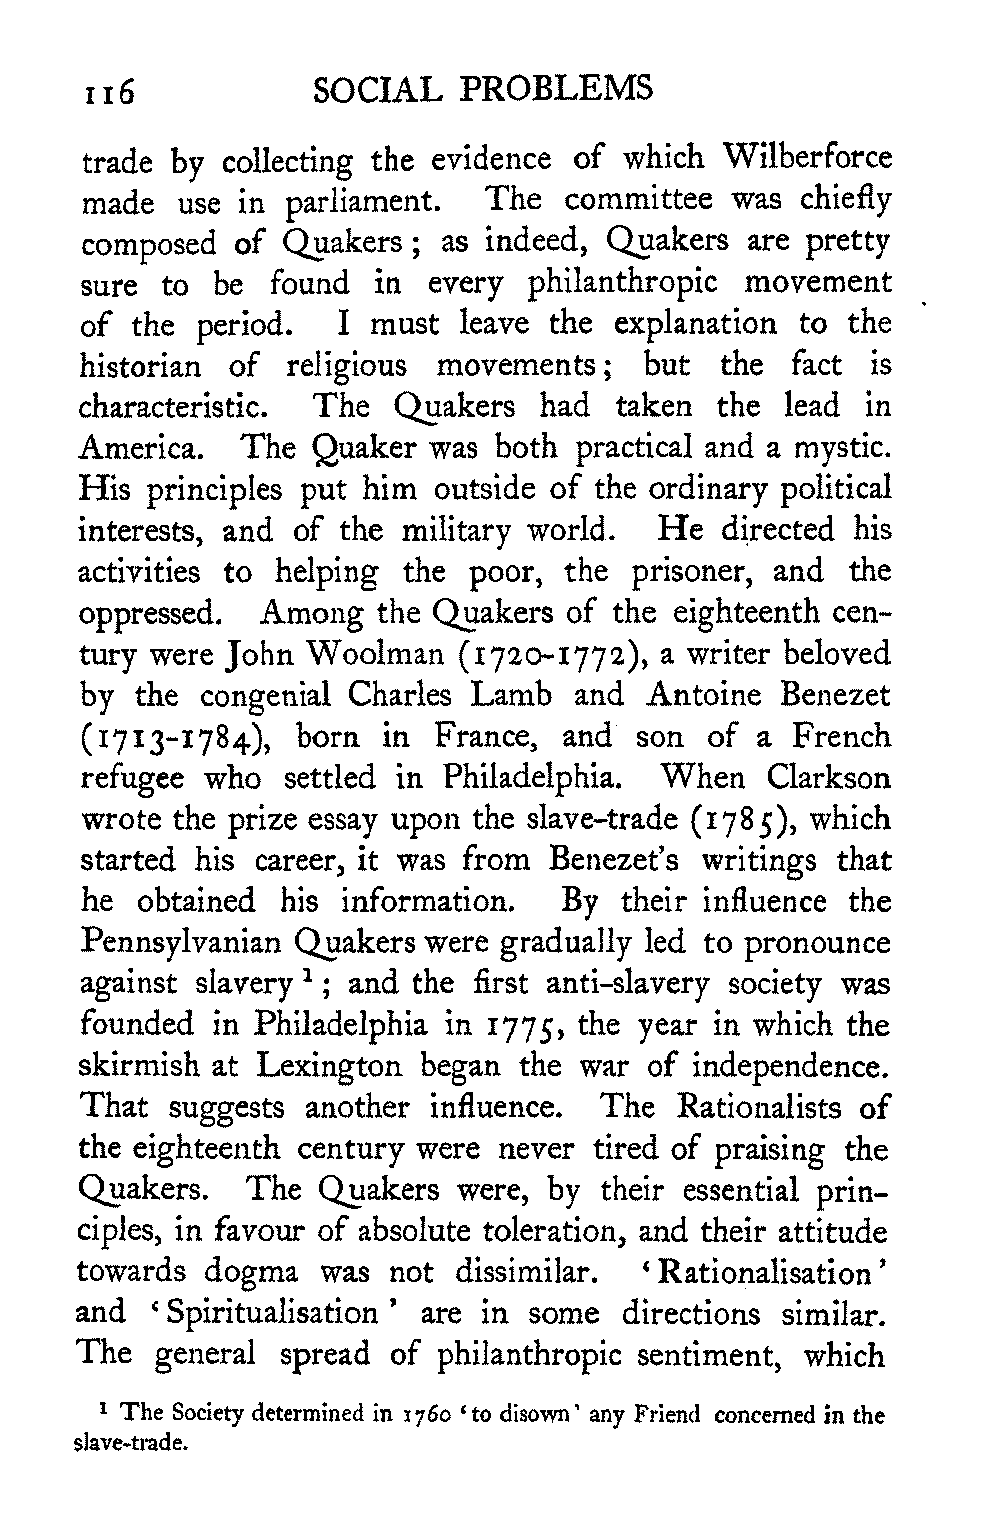 116 SOCIAL PROBLEMS
trade by collecting the evidence of which Wilberforce
made use in parliament. The committee was chiefly
composed of Quakers ; as indeed, Quakers are pretty
sure to be found in every philanthropic movement
of the period. I must leave the explanation to the
historian of religious movements ; but the fact is
characteristic. The Quakers had taken the lead in
America. The Quaker was both practical and a mystic.
His principles put him outside of the ordinary political
interests, and of the military world. He directed his
activities to helping the poor, the prisoner, and the
oppressed. Among the Quakers of the eighteenth cen-
tury were John Woolman (1720-1772), a writer beloved
by the congenial Charles Lamb and Antoine Benezet
(1713-1784), born in France, and son of a French
refugee who settled in Philadelphia. When Clarkson
wrote the prize essay upon the slave-trade (1785), which
started his career, it was from Benezet's writings that
he obtained his information. By their influence the
Pennsylvanian Quakers were gradually led to pronounce
against slavery ¹ ; and the first anti-slavery society was
founded in Philadelphia in 1775, the year in which the
skirmish at Lexington began the war of independence.
That suggests another influence. The Rationalists of
the eighteenth century were never tired of praising the
Quakers. The Quakers were, by their essential prin-
ciples, in favour of absolute toleration, and their attitude
towards dogma was not dissimilar. ‘ Rationalisation ’
and ‘ Spiritualisation ’ are in some directions similar.
The general spread of philanthropic sentiment, which
¹ The Society determined in 1760 ‘ to disown ’ any Friend concerned in the
slave-trade.